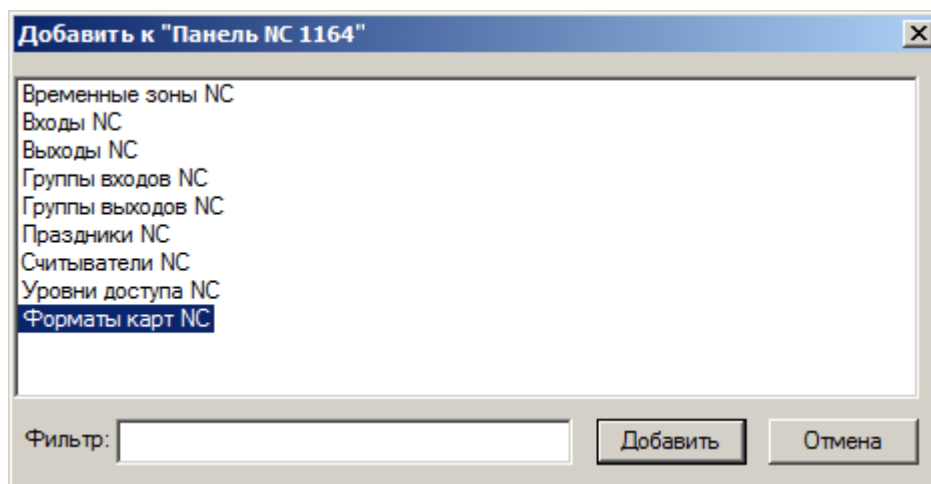 Добавить к "Панель NC 1164"
Временные зоны NC
Входы NC
Выходы NC
Группы входов NC
Группы выходов NC
Праздники NC
Считыватели NC
Уровни доступа NC
Форматы карт NC
Фильтр: Добавить Отмена